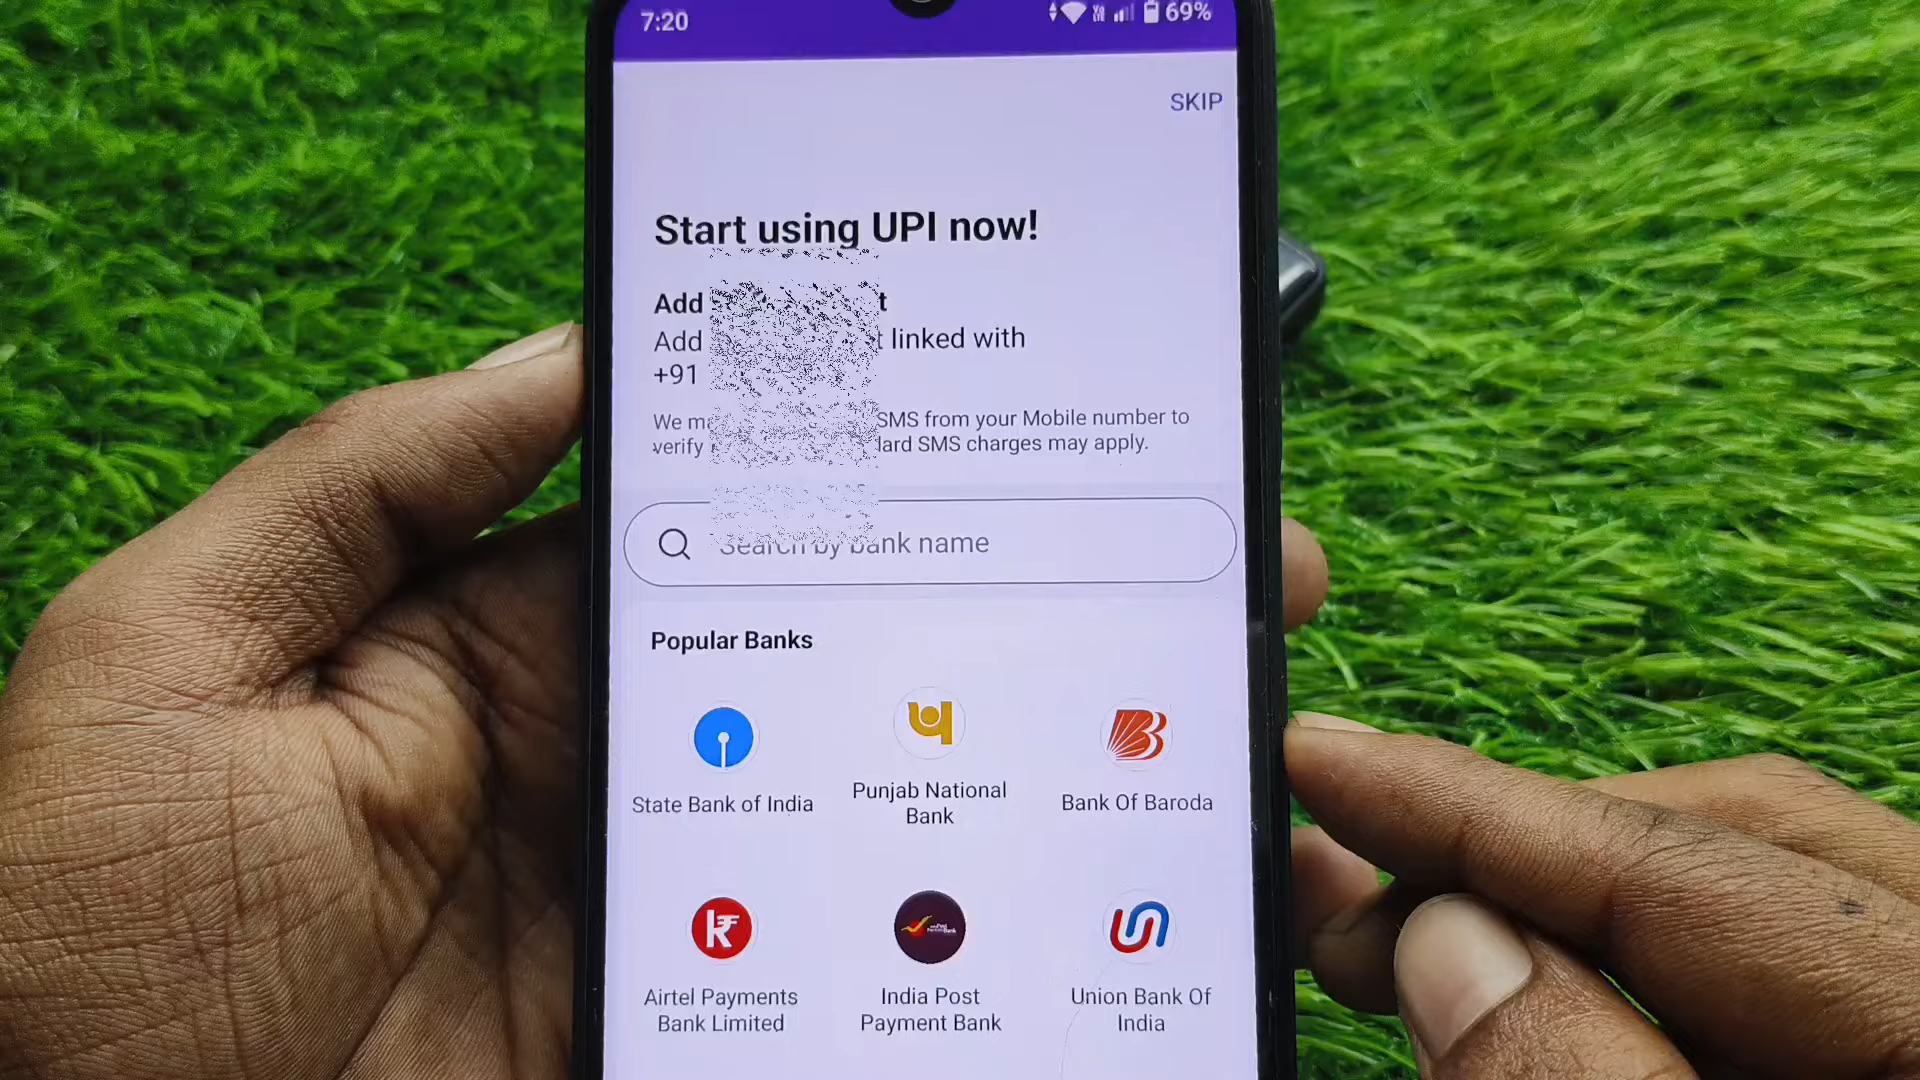 7:20
69%
SKIP
Start using UPI now!
Add
Add linked with
+91
SMS from your Mobile number to
verify SMS charges may apply.
Search by bank name
Popular Banks
State Bank of India
Punjab National
Bank
Bank Of Baroda
Airtel Payments
Bank Limited
India Post
Payment Bank
Union Bank Of
India